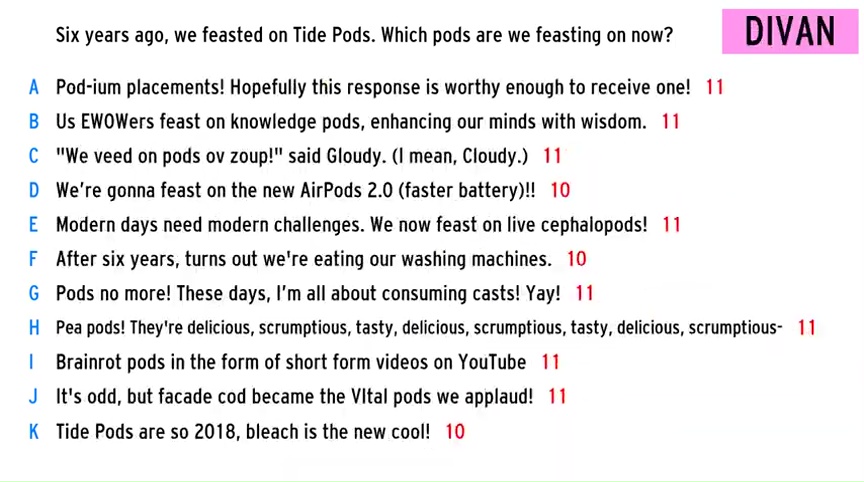 Six years ago, we feasted on Tide Pods. Which pods are we feasting on now?
DIVAN
A Pod-ium placements! Hopefully this response is worthy enough to receive one! 11
B Us EWOWers feast on knowledge pods, enhancing our minds with wisdom. 11
C "We veed on pods ov zoup!" said Gloudy. (I mean, Cloudy.) 11
D We're gonna feast on the new AirPods 2.0 (faster battery)!! 10
E Modern days need modern challenges. We now feast on live cephalopods! 11
F After six years, turns out we're eating our washing machines. 10
G Pods no more! These days, I'm all about consuming casts! Yay! 11
H Pea pods! They're delicious, scrumptious, tasty, delicious, scrumptious, tasty, delicious, scrumptious- 11
I Brainrot pods in the form of short form videos on YouTube 11
J It's odd, but facade cod became the VItal pods we applaud! 11
K Tide Pods are so 2018, bleach is the new cool! 10